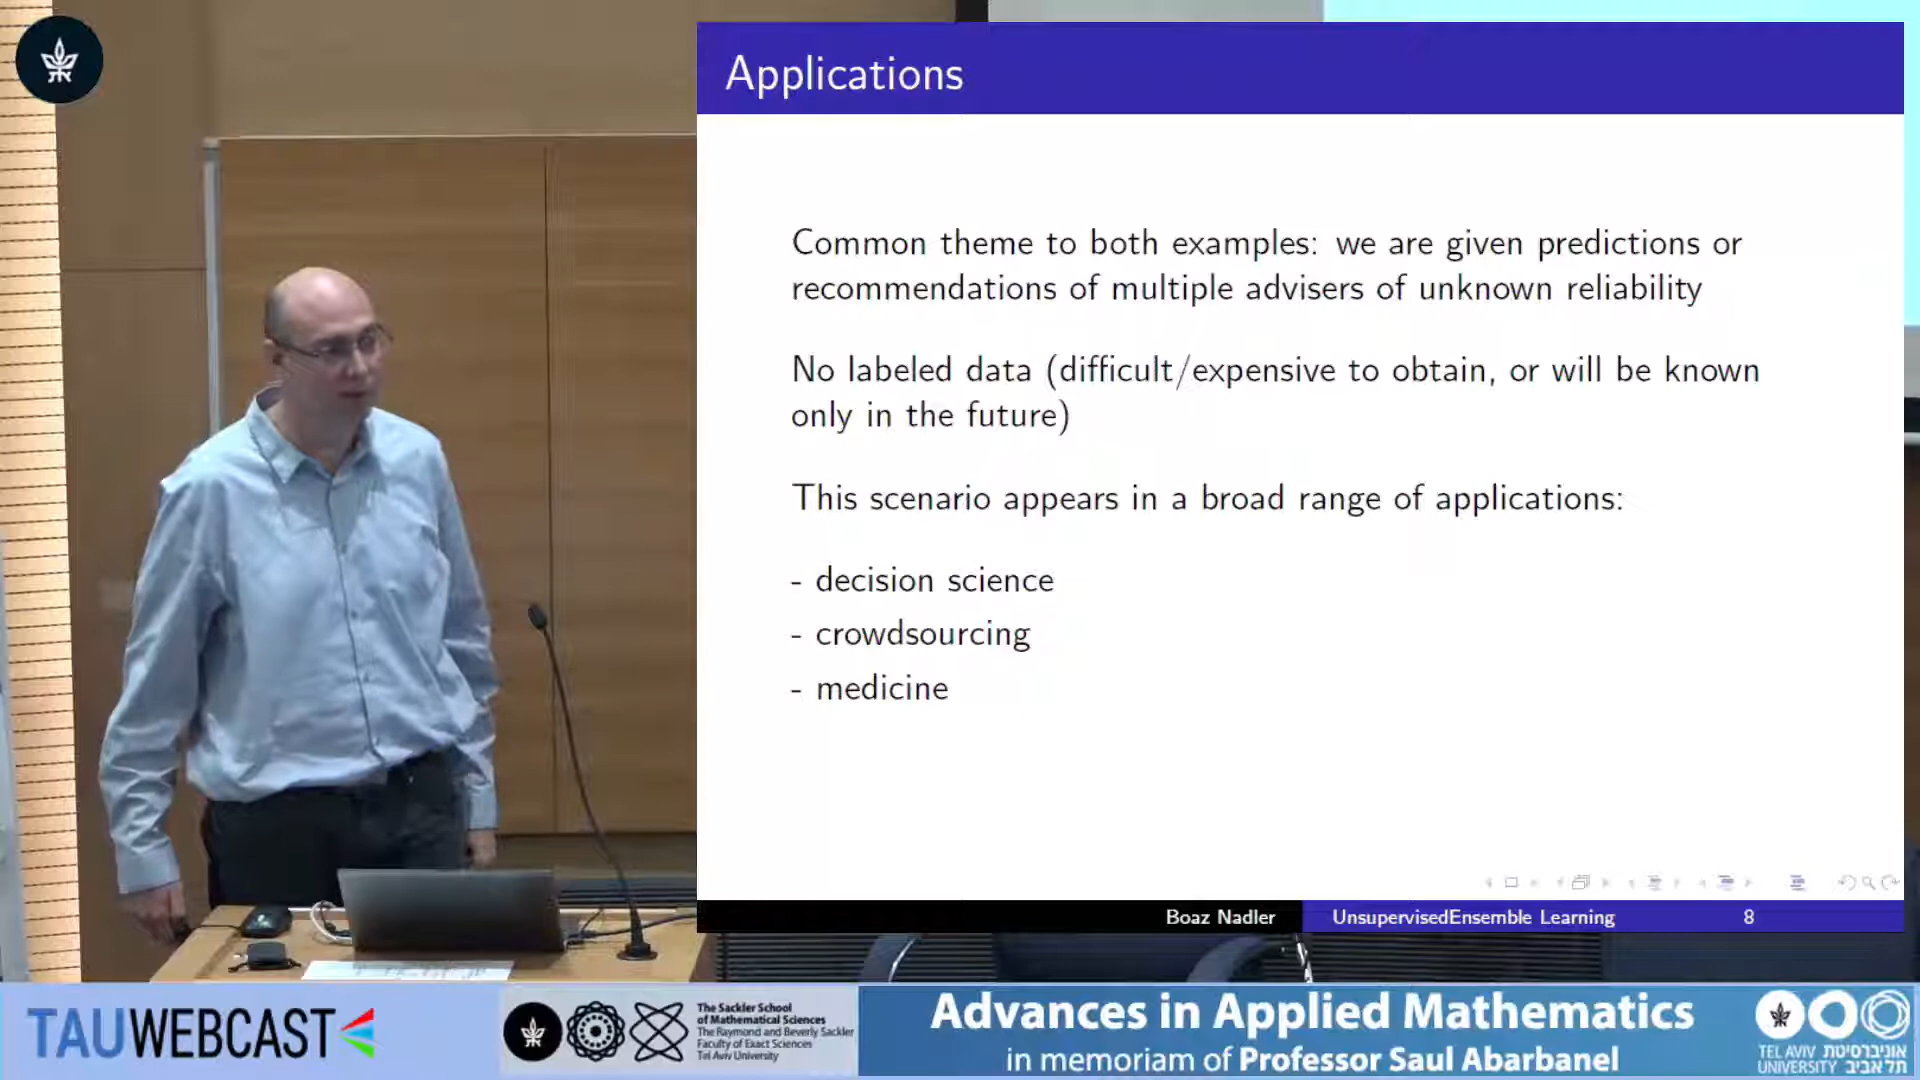 Applications
Common theme to both examples: we are given predictions or
recommendations of multiple advisers of unknown reliability
No labeled data (difficult/expensive to obtain, or will be known
only in the future)
This scenario appears in a broad range of applications:
- decision science
- crowdsourcing
- medicine
Boaz Nadler
UnsupervisedEnsemble Learning
8
TAUWEBCAST
The Sackler School
of Mathematical Sciences
The Raymond and Beverly Sackler
Faculty of Exact Sciences
Tel Aviv University
Advances in Applied Mathematics
in memoriam of Professor Saul Abarbanel
TEL AVIV אוניברסיטת
UNIVERSITY תל אביב